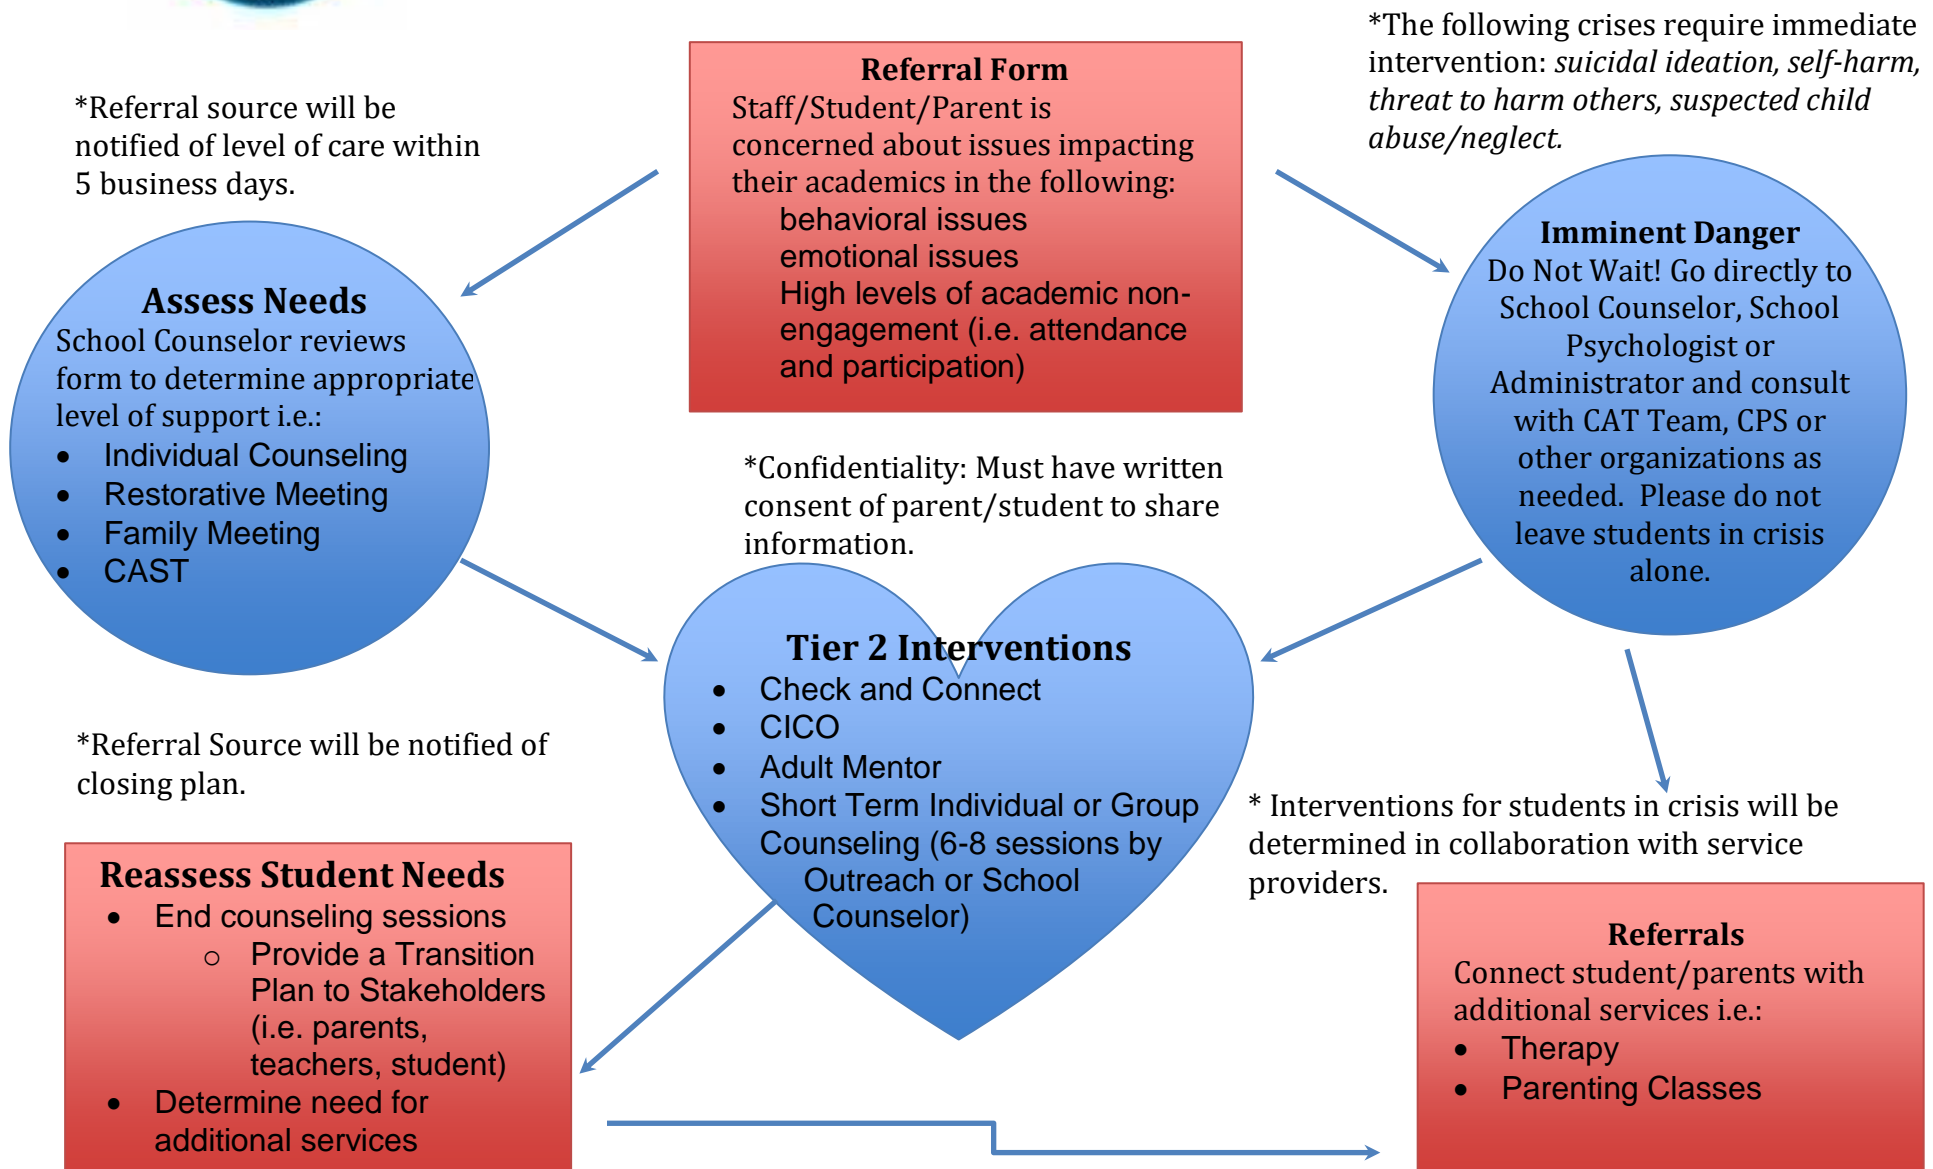 *The following crises require immediate
intervention: suicidal ideation, self-harm,
threat to harm others, suspected child
abuse/neglect.
*Referral source will be
notified of level of care within
5 business days.
Referral Form
Staff/Student/Parent is
concerned about issues impacting
their academics in the following:
behavioral issues
emotional issues
High levels of academic non-
engagement (i.e. attendance
and participation)
Assess Needs
School Counselor reviews
form to determine appropriate
level of support i.e.:
• Individual Counseling
• Restorative Meeting
• Family Meeting
• CAST
Imminent Danger
Do Not Wait! Go directly to
School Counselor, School
Psychologist or
Administrator and consult
with CAT Team, CPS or
other organizations as
needed.  Please do not
leave students in crisis
alone.
*Confidentiality: Must have written
consent of parent/student to share
information.
Tier 2 Interventions
• Check and Connect
• CICO
• Adult Mentor
• Short Term Individual or Group
Counseling (6-8 sessions by
Outreach or School
Counselor)
*Referral Source will be notified of
closing plan.
* Interventions for students in crisis will be
determined in collaboration with service
providers.
Reassess Student Needs
• End counseling sessions
o Provide a Transition
Plan to Stakeholders
(i.e. parents,
teachers, student)
• Determine need for
additional services
Referrals
Connect student/parents with
additional services i.e.:
• Therapy
• Parenting Classes